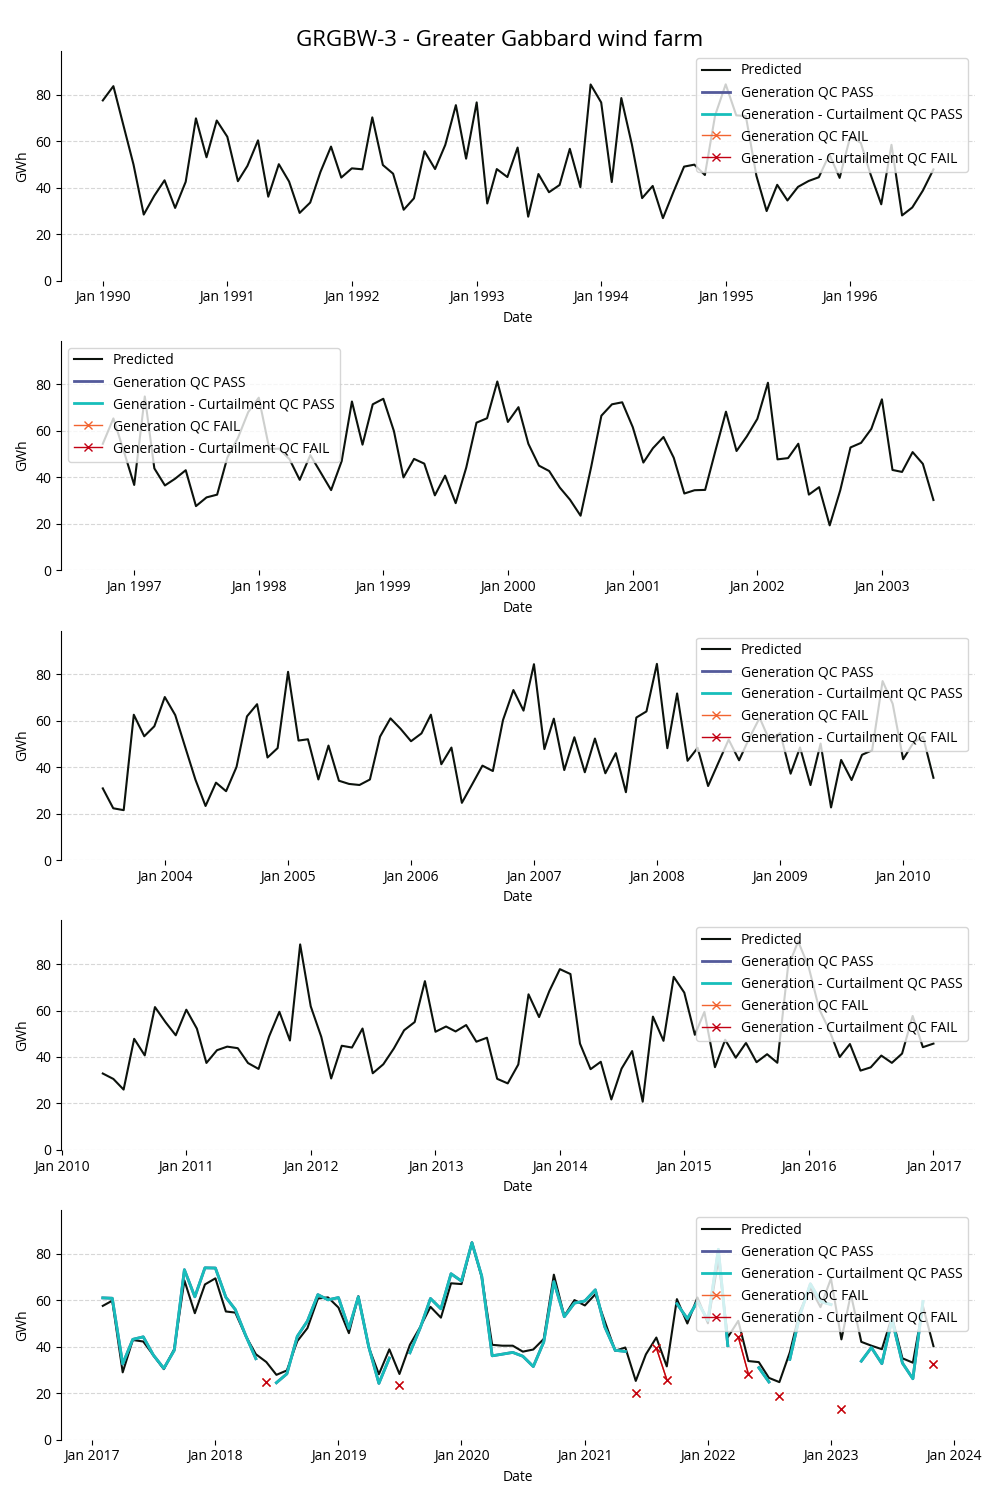 GRGBW-3 - Greater Gabbard wind farm
Predicted
Generation QC PASS
Generation - Curtailment QC PASS
Generation QC FAIL
Generation - Curtailment QC FAIL
80
60
40
20
0
GWh
Jan 1990 Jan 1991 Jan 1992 Jan 1993 Jan 1994 Jan 1995 Jan 1996
Date
Predicted
Generation QC PASS
Generation - Curtailment QC PASS
Generation QC FAIL
Generation - Curtailment QC FAIL
80
60
40
20
0
GWh
Jan 1997 Jan 1998 Jan 1999 Jan 2000 Jan 2001 Jan 2002 Jan 2003
Date
Predicted
Generation QC PASS
Generation - Curtailment QC PASS
Generation QC FAIL
Generation - Curtailment QC FAIL
80
60
40
20
0
GWh
Jan 2004 Jan 2005 Jan 2006 Jan 2007 Jan 2008 Jan 2009 Jan 2010
Date
Predicted
Generation QC PASS
Generation - Curtailment QC PASS
Generation QC FAIL
Generation - Curtailment QC FAIL
80
60
40
20
0
GWh
Jan 2010 Jan 2011 Jan 2012 Jan 2013 Jan 2014 Jan 2015 Jan 2016 Jan 2017
Date
Predicted
Generation QC PASS
Generation - Curtailment QC PASS
Generation QC FAIL
Generation - Curtailment QC FAIL
80
60
40
20
0
GWh
Jan 2017 Jan 2018 Jan 2019 Jan 2020 Jan 2021 Jan 2022 Jan 2023 Jan 2024
Date